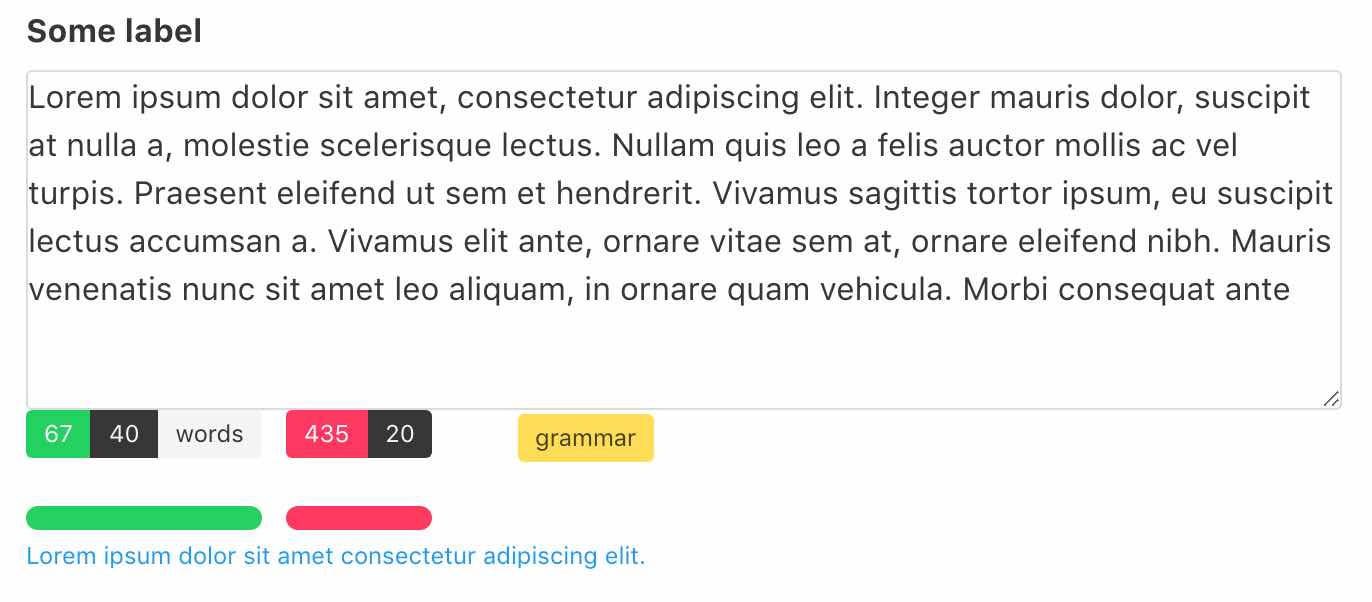 Some label
Lorem ipsum dolor sit amet, consectetur adipiscing elit. Integer mauris dolor, suscipit
at nulla a, molestie scelerisque lectus. Nullam quis leo a felis auctor mollis ac vel
turpis. Praesent eleifend ut sem et hendrerit. Vivamus sagittis tortor ipsum, eu suscipit
lectus accumsan a. Vivamus elit ante, ornare vitae sem at, ornare eleifend nibh. Mauris
venenatis nunc sit amet leo aliquam, in ornare quam vehicula. Morbi consequat ante
67 40 words 435 20 grammar
Lorem ipsum dolor sit amet consectetur adipiscing elit.